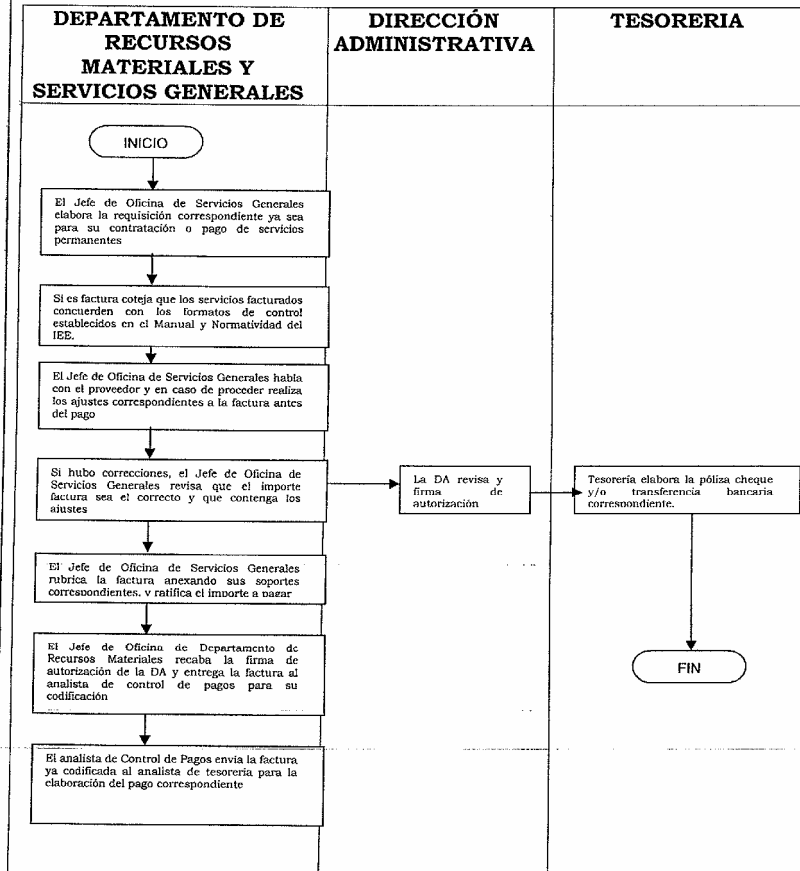 DEPARTAMENTO DE
RECURSOS
MATERIALES Y
SERVICIOS GENERALES
DIRECCIÓN
ADMINISTRATIVA
TESORERIA
INICIO
El Jefe de Oficina de Servicios Generales
elabora la requisición correspondiente ya sea
para su contratación o pago de servicios
permanentes
Si es factura coteja que los servicios facturados
concuerden con los formatos de control
establecidos en el Manual y Normatividad del
IEE.
El Jefe de Oficina de Servicios Generales habla
con el proveedor y en caso de proceder realiza
los ajustes correspondientes a la factura antes
del pago
Si hubo correcciones, el Jefe de Oficina de
Servicios Generales revisa que el importe
factura sea el correcto y que contenga los
ajustes
La DA revisa y
firma de
autorización
Tesorería elabora la póliza cheque
y/o transferencia bancaria
correspondiente.
El Jefe de Oficina de Servicios Generales
rubrica la factura anexando sus soportes
correspondientes, y ratifica el importe a pagar
El Jefe de Oficina de Departamento de
Recursos Materiales recaba la firma de
autorización de la DA y entrega la factura al
analista de control de pagos para su
codificación
FIN
El analista de Control de Pagos envía la factura
ya codificada al analista de tesorería para la
elaboración del pago correspondiente